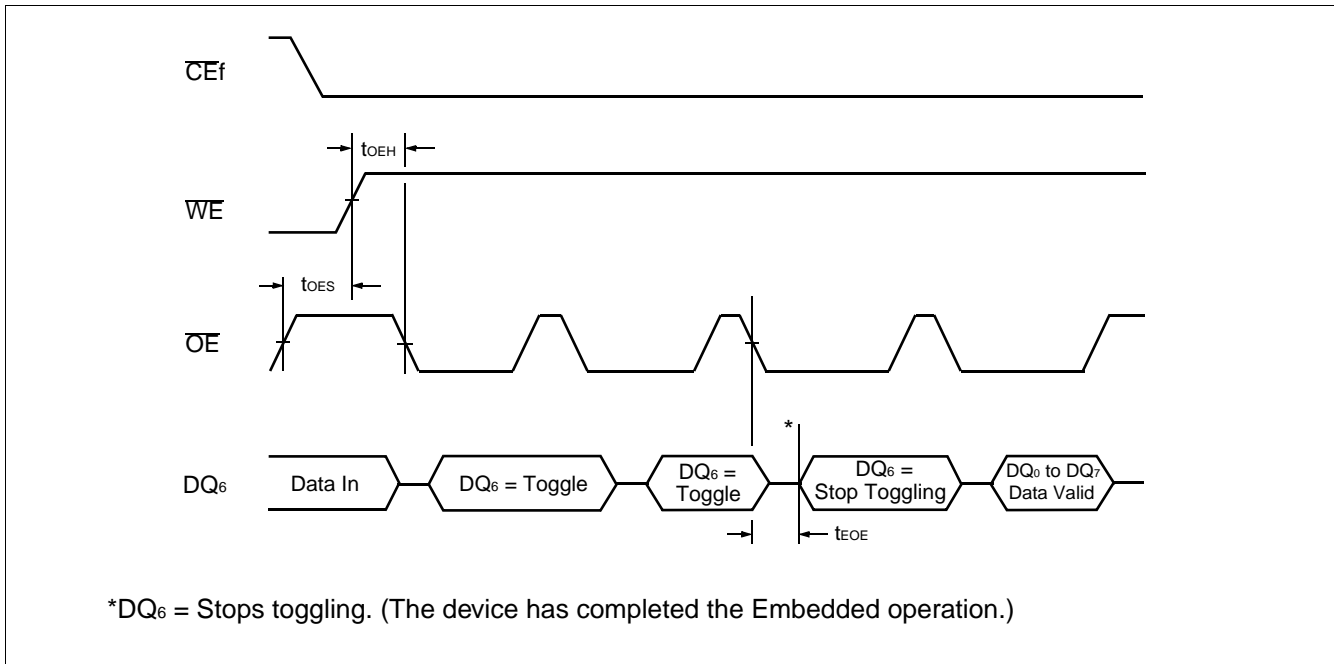 CEf
tOEH
WE
tOES
OE
*
DQ6
Data In
DQ6 = Toggle
DQ6 =
Toggle
DQ6 =
Stop Toggling
DQ0 to DQ7
Data Valid
tEOE
*DQ6 = Stops toggling. (The device has completed the Embedded operation.)